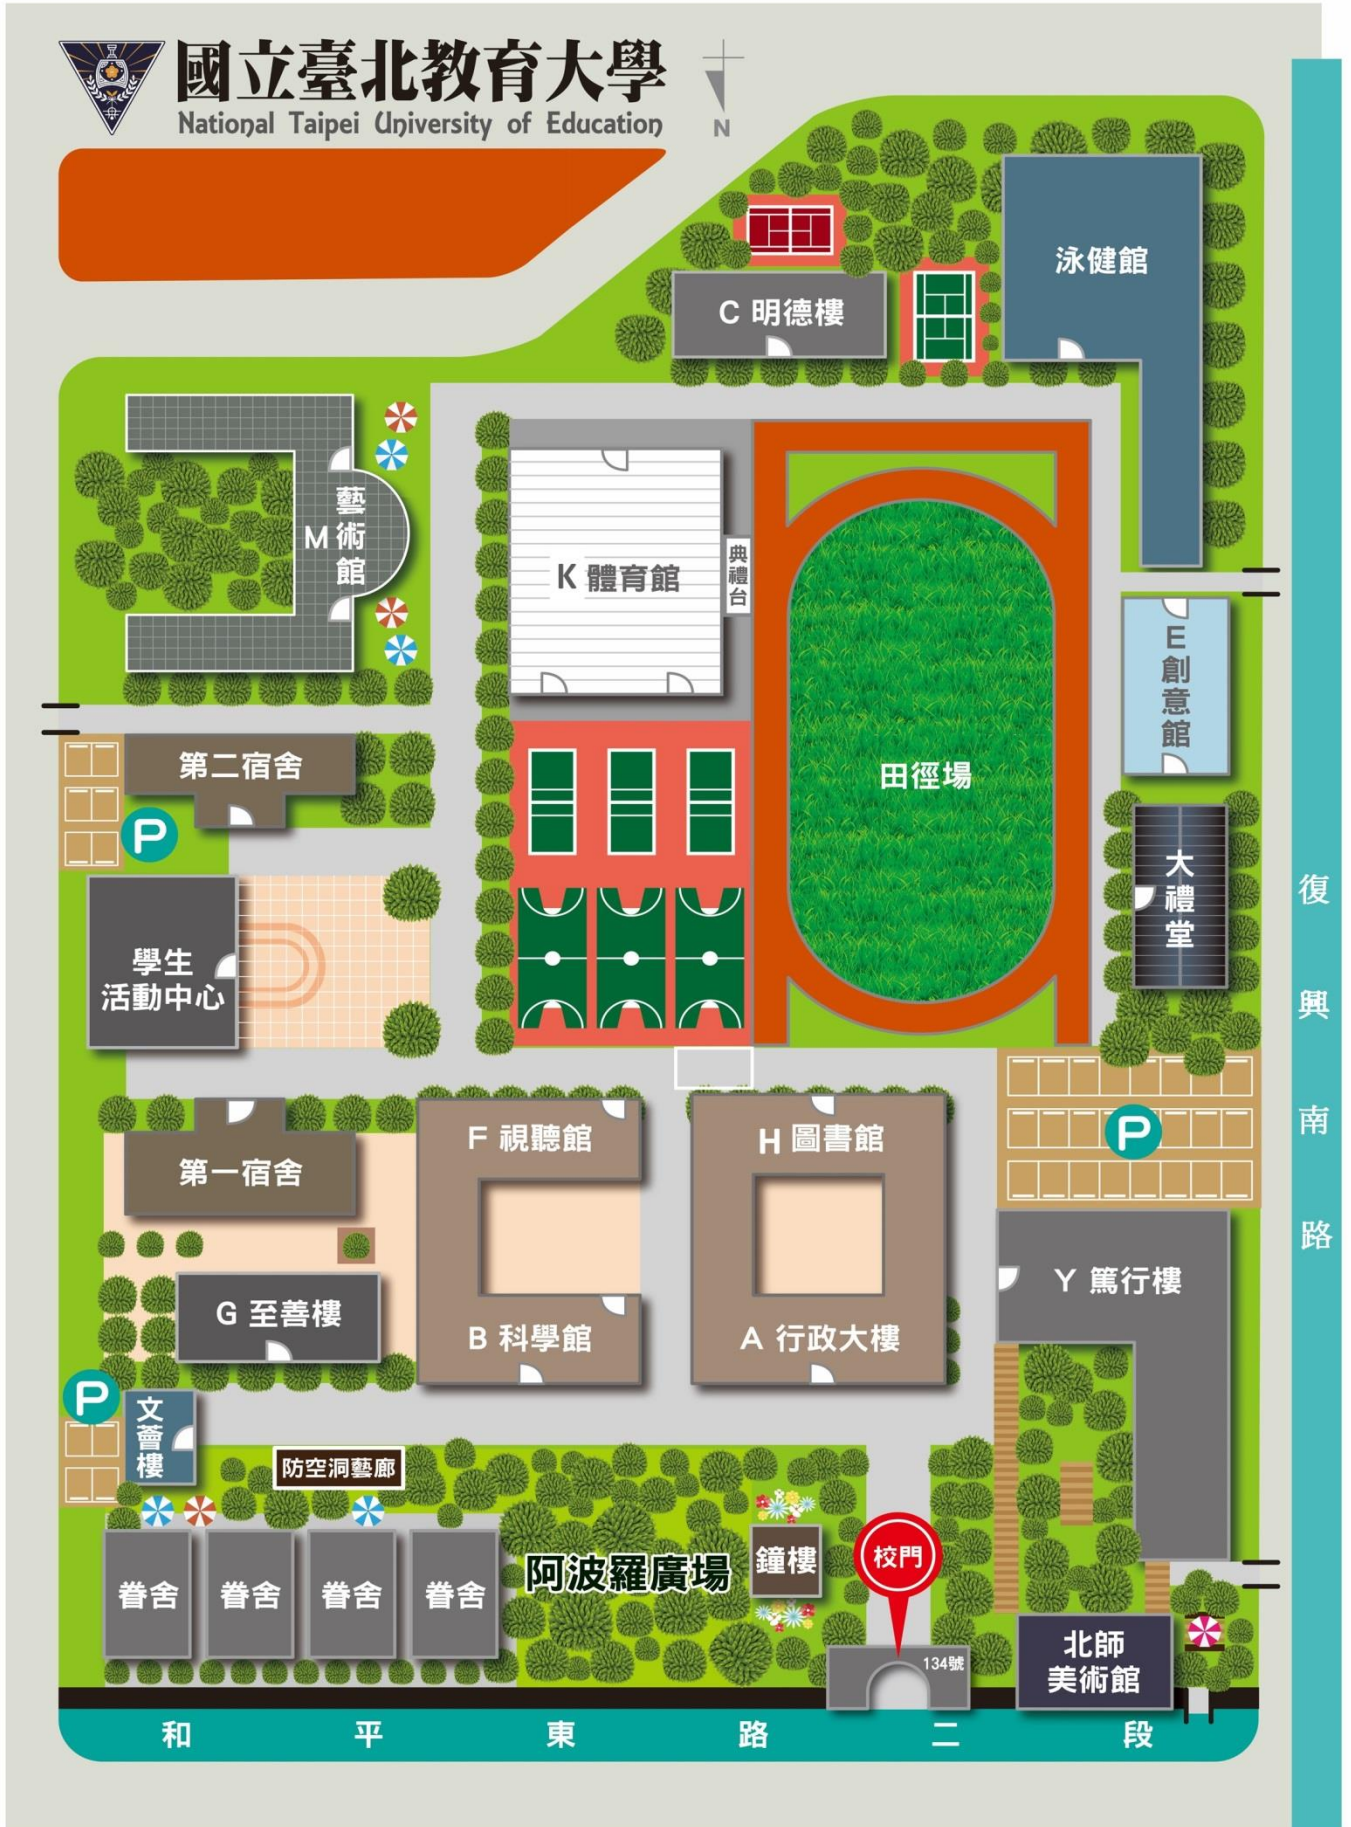 國立臺北教育大學
National Taipei University of Education
N
泳健館
C 明德樓
M 藝術館
K 體育館
典禮台
E 創意館
田徑場
第二宿舍
P
大禮堂
復興南路
學生
活動中心
P
F 視聽館
H 圖書館
第一宿舍
Y 篤行樓
G 至善樓
B 科學館
A 行政大樓
P
文薈樓
防空洞藝廊
校門
鐘樓
阿波羅廣場
眷舍
眷舍
眷舍
眷舍
134號
北師
美術館
和平東路二段